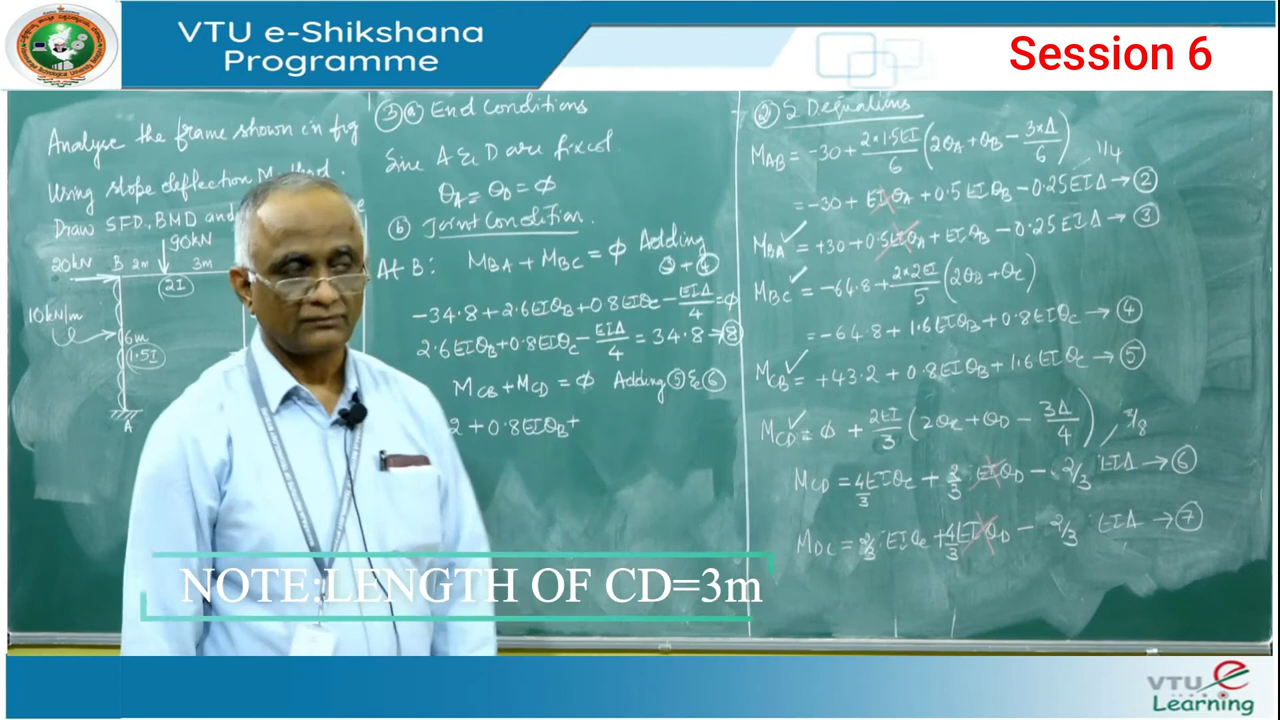 VTU e-Shikshana
Programme
Session 6
Analyse the frame shown in fig
Using slope deflection Method.
Draw SFD, BMD and
20kN B 2m 90kN 3m
2I
10kN/m
6m
1.5I
A
③ ⓐ End Conditions
Sine A & D are fixed.
θA = θD = φ
ⓑ Joint Condition.
At B: MBA + MBC = φ Adding
③ + ④
-34.8 + 2.6EIθB + 0.8EIθC - EIΔ/4 = φ
2.6EIθB + 0.8EIθC - EIΔ/4 = 34.8 → ⑧
MCB + MCD = φ Adding ⑤ & ⑥
2 + 0.8EIθB +
② S D equations
MAB = -30 + 2×1.5EI/6 (2θA + θB - 3×Δ/6) 1/4
= -30 + EIθA + 0.5EIθB - 0.25EIΔ → ②
MBA = +30 + 0.5EIθA + EIθB - 0.25EIΔ → ③
MBC = -64.8 + 2×2EI/5 (2θB + θC)
= -64.8 + 1.6EIθB + 0.8EIθC → ④
MCB = +43.2 + 0.8EIθB + 1.6EIθC → ⑤
MCD = φ + 2EI/3 (2θC + θD - 3Δ/4), 3/8
MCD = 4/3 EIθC + 2/3 EIθD - 2/3 EIΔ → ⑥
MDC = 2/3 EIθC + 4/3 EIθD - 2/3 EIΔ → ⑦
NOTE:LENGTH OF CD=3m
VTU e
Learning